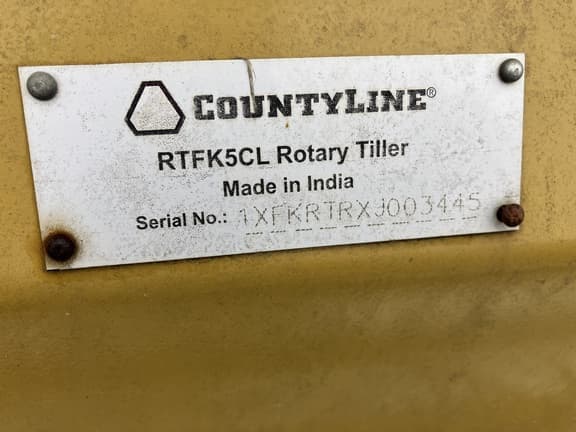 COUNTYLINE®
RTFK5CL Rotary Tiller
Made in India
Serial No.: 1XFKRTRXJ003445